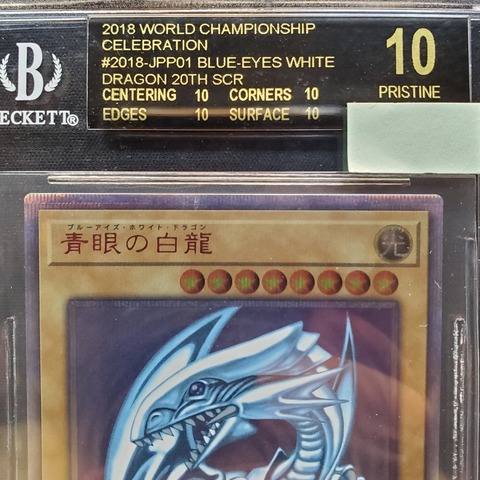 2018 WORLD CHAMPIONSHIP
CELEBRATION
#2018-JPP01 BLUE-EYES WHITE
DRAGON 20TH SCR
CENTERING 10 CORNERS 10
EDGES 10 SURFACE 10
10
PRISTINE
B
BECKETT®
ブルーアイズ・ホワイト・ドラゴン
青眼の白龍
光